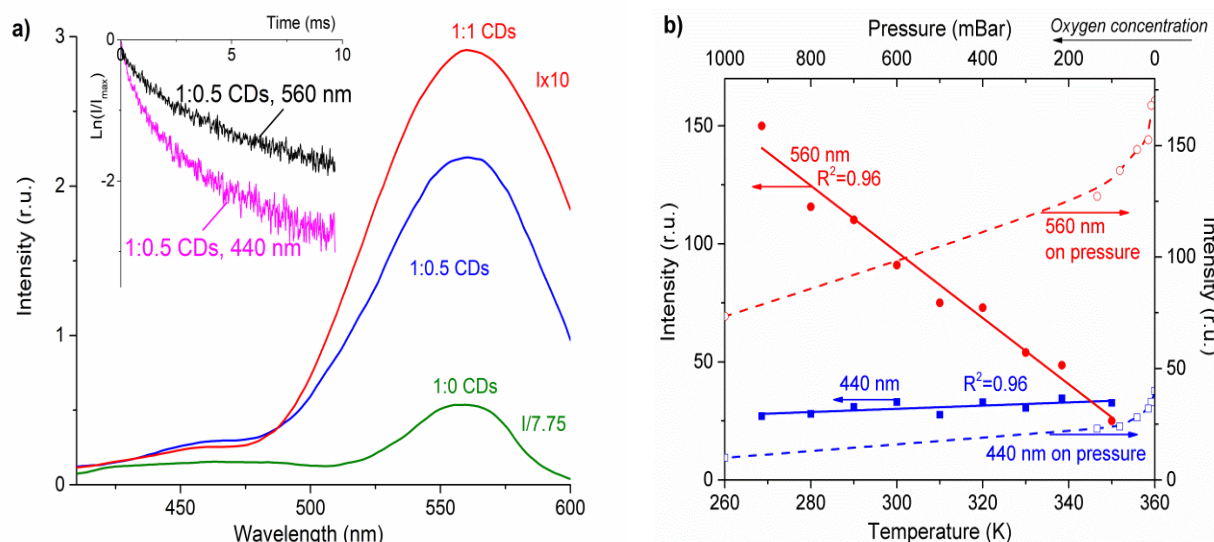 a)
Time (ms)
0 5 10
0
-2
Ln(I/Imax)
1:0.5 CDs, 560 nm
1:0.5 CDs, 440 nm
1:1 CDs
Ix10
1:0.5 CDs
1:0 CDs
I/7.75
3
2
1
0
Intensity (r.u.)
450 500 550 600
Wavelength (nm)
b)
Pressure (mBar)
Oxygen concentration
1000 800 600 400 200 0
560 nm
R²=0.96
560 nm
on pressure
440 nm
R²=0.96
440 nm on pressure
150
100
50
0
Intensity (r.u.)
150
100
50
0
Intensity (r.u.)
260 280 300 320 340 360
Temperature (K)